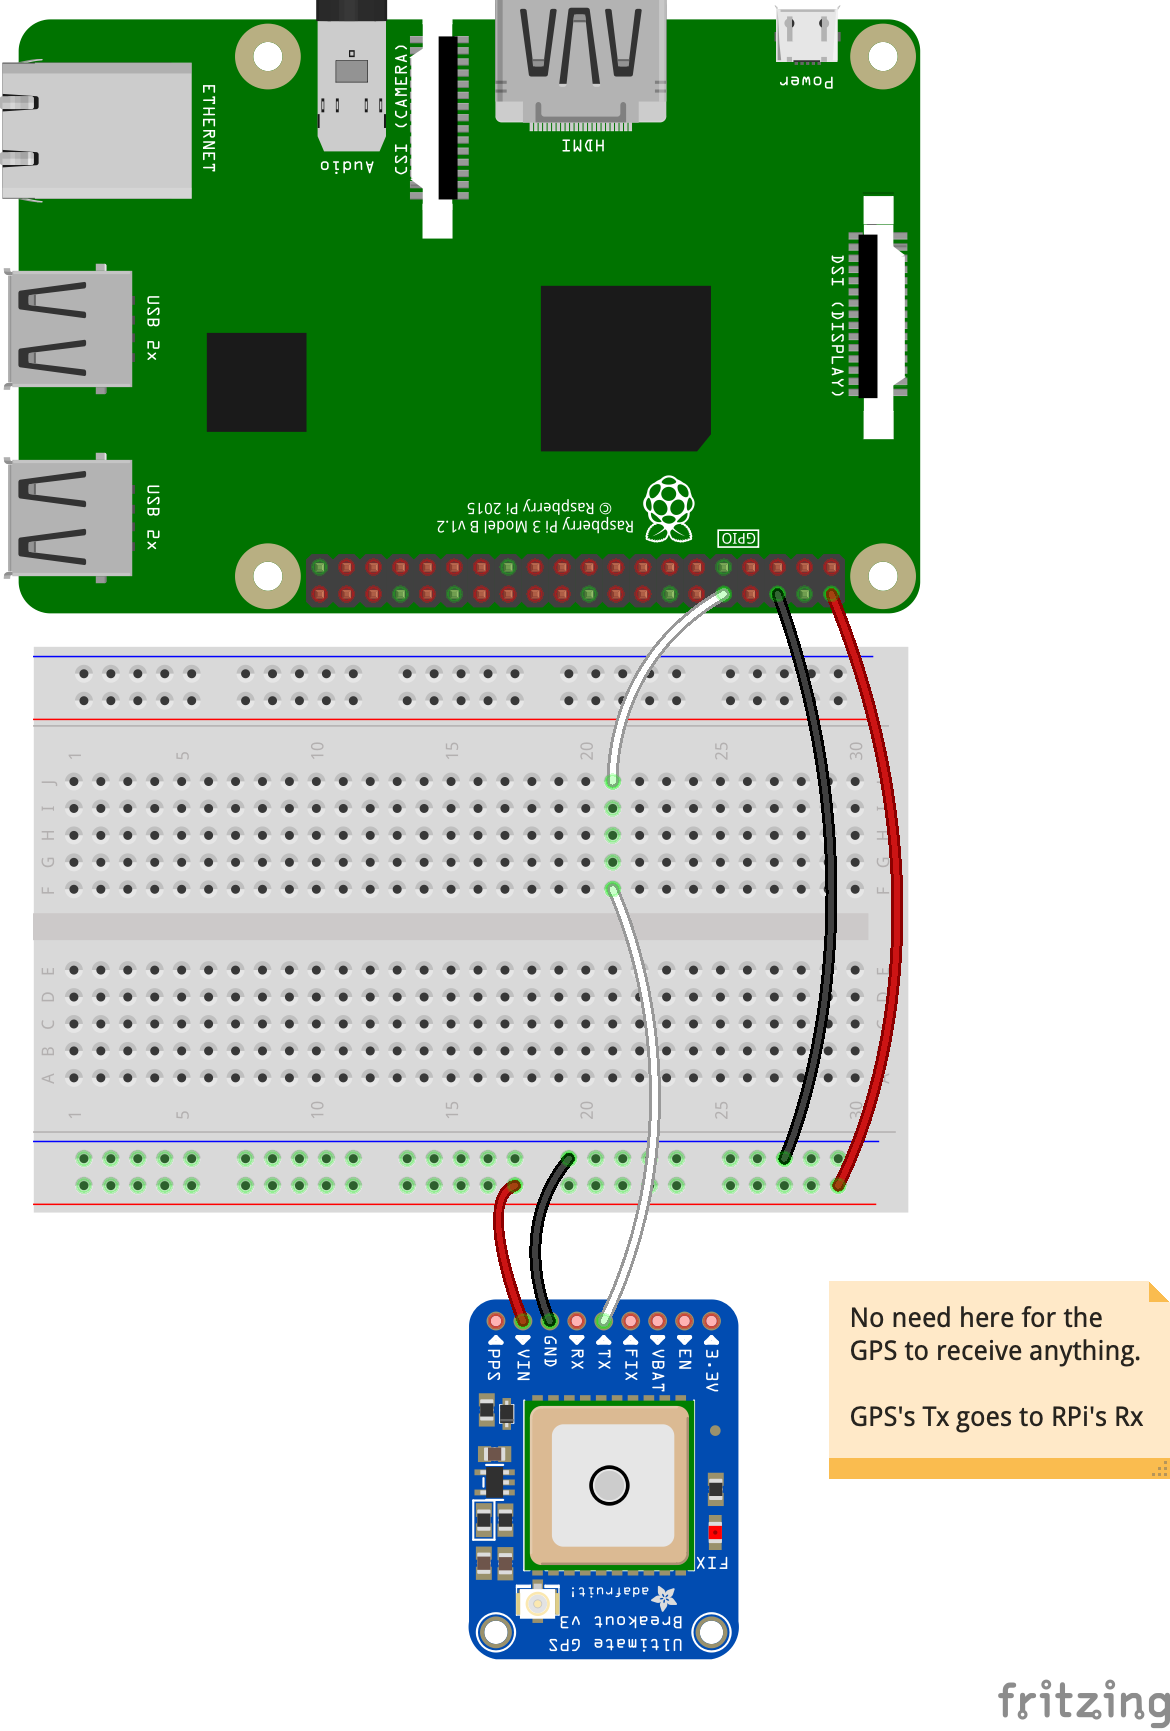 ETHERNET
Audio
CSI (CAMERA)
HDMI
Power
DSI (DISPLAY)
USB 2x
USB 2x
© Raspberry Pi 2015
Raspberry Pi 3 Model B v1.2
GPIO
1 5 10 15 20 25 30
J
I
H
G
F
E
D
C
B
A
J
I
H
G
F
E
D
C
B
A
1 5 10 15 20 25 30
PPS VIN GND RX TX FIX VBAT EN 3.3V
FIX
adafruit!
Breakout v3
Ultimate GPS
No need here for the
GPS to receive anything.
GPS's Tx goes to RPi's Rx
fritzing